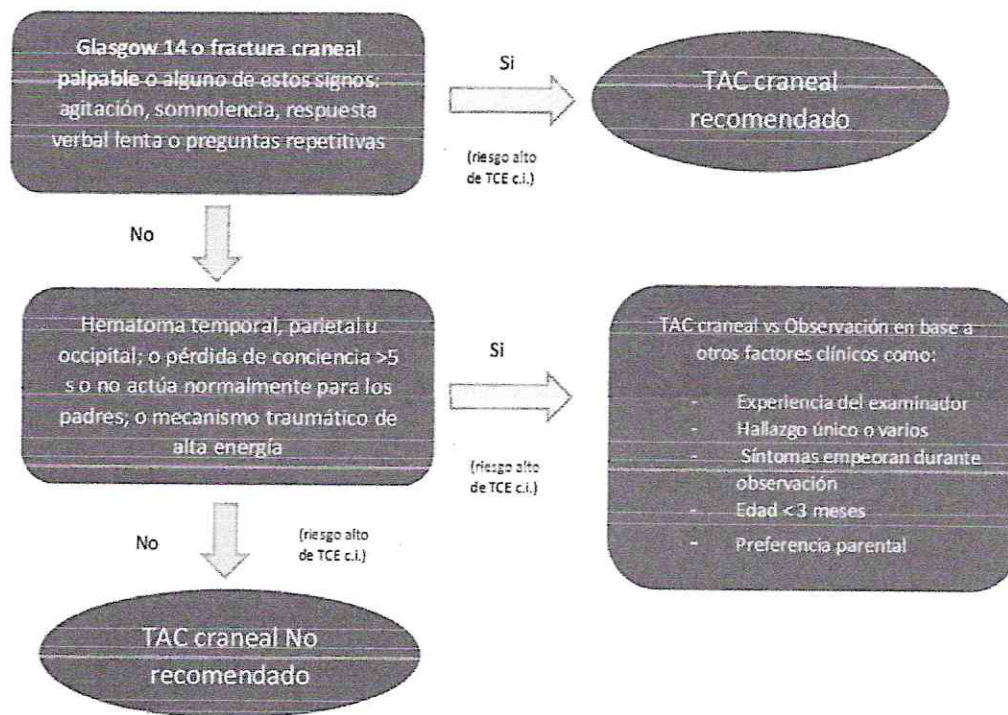 Glasgow 14 o fractura craneal
palpable o alguno de estos signos:
agitación, somnolencia, respuesta
verbal lenta o preguntas repetitivas
Si
(riesgo alto
de TCE c.i.)
TAC craneal
recomendado
No
Hematoma temporal, parietal u
occipital; o pérdida de conciencia >5
s o no actúa normalmente para los
padres; o mecanismo traumático de
alta energía
Si
(riesgo alto
de TCE c.i.)
TAC craneal vs Observación en base a
otros factores clínicos como:
- Experiencia del examinador
- Hallazgo único o varios
- Síntomas empeoran durante
observación
- Edad < 3 meses
- Preferencia parental
No
(riesgo alto
de TCE c.i.)
TAC craneal No
recomendado